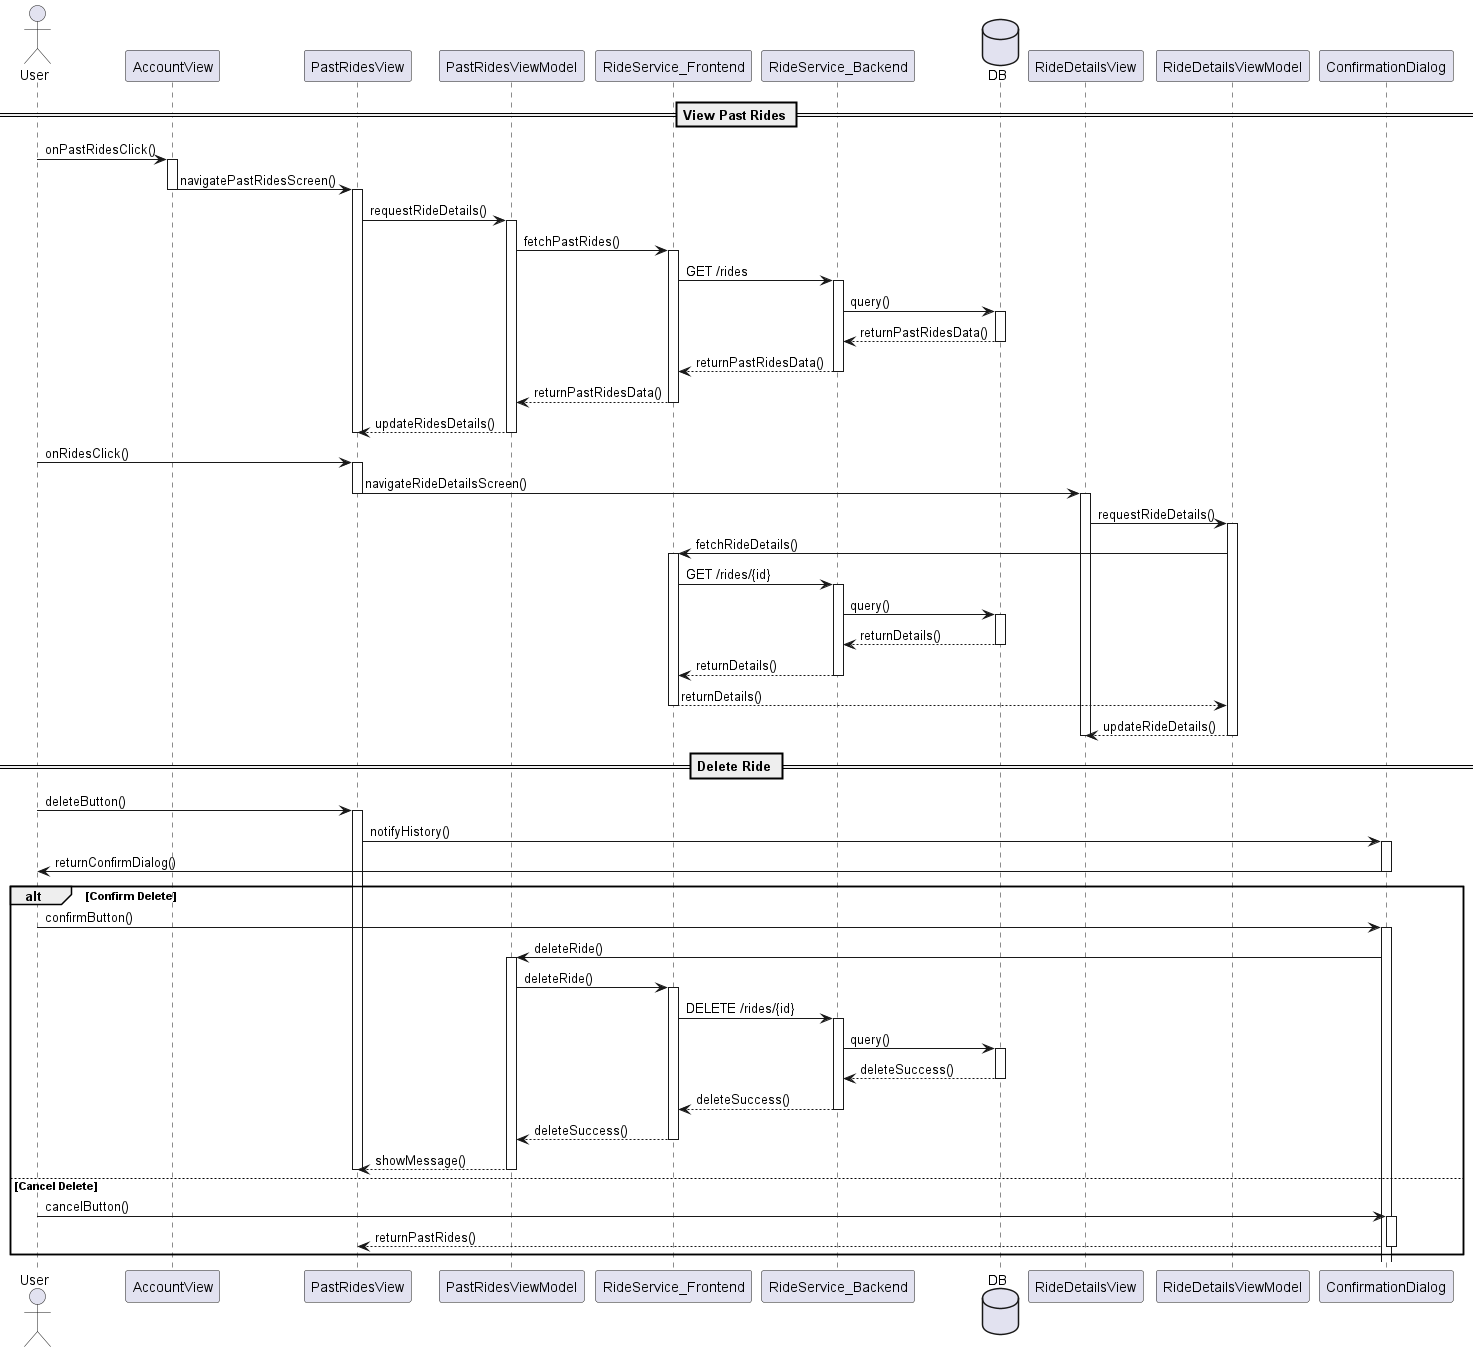 User
AccountView
PastRidesView
PastRidesViewModel
RideService_Frontend
RideService_Backend
DB
RideDetailsView
RideDetailsViewModel
ConfirmationDialog
View Past Rides
onPastRidesClick()
navigatePastRidesScreen()
requestRideDetails()
fetchPastRides()
GET /rides
query()
returnPastRidesData()
returnPastRidesData()
returnPastRidesData()
updateRidesDetails()
onRidesClick()
navigateRideDetailsScreen()
requestRideDetails()
fetchRideDetails()
GET /rides/{id}
query()
returnDetails()
returnDetails()
returnDetails()
updateRideDetails()
Delete Ride
deleteButton()
notifyHistory()
returnConfirmDialog()
alt [Confirm Delete]
confirmButton()
deleteRide()
deleteRide()
DELETE /rides/{id}
query()
deleteSuccess()
deleteSuccess()
deleteSuccess()
showMessage()
[Cancel Delete]
cancelButton()
returnPastRides()
User
AccountView
PastRidesView
PastRidesViewModel
RideService_Frontend
RideService_Backend
DB
RideDetailsView
RideDetailsViewModel
ConfirmationDialog